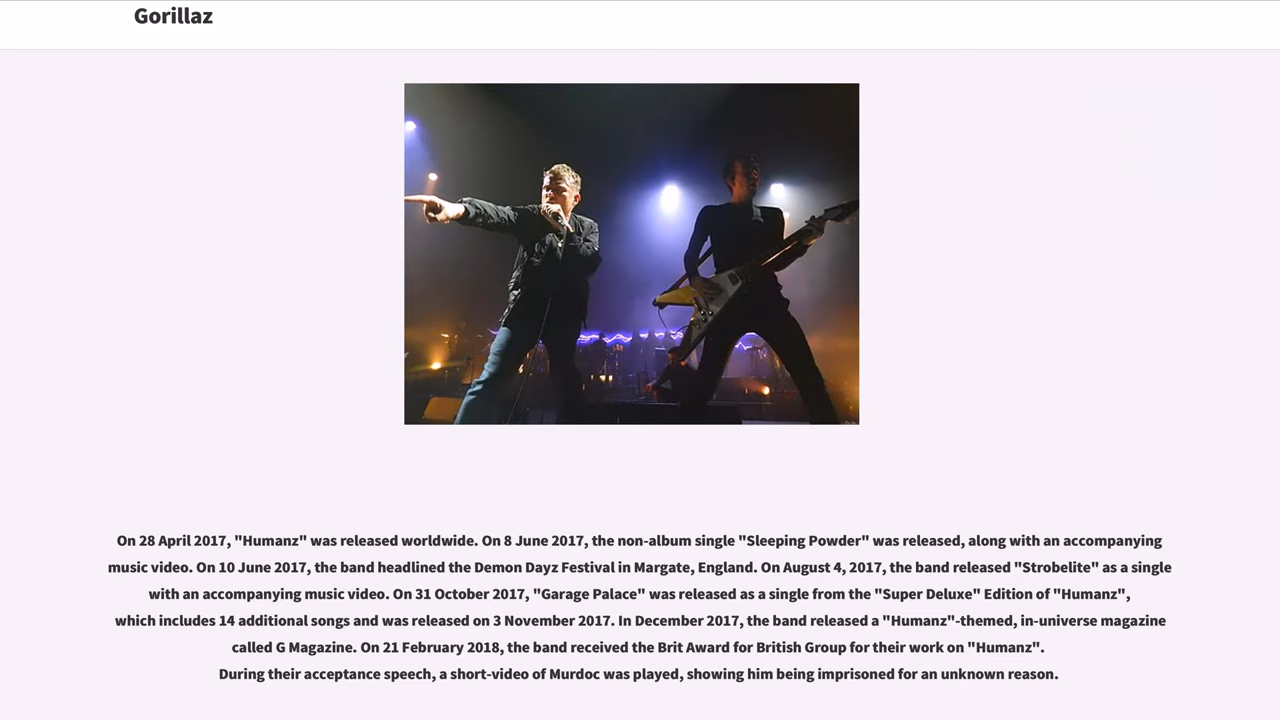 Gorillaz
On 28 April 2017, "Humanz" was released worldwide. On 8 June 2017, the non-album single "Sleeping Powder" was released, along with an accompanying
music video. On 10 June 2017, the band headlined the Demon Dayz Festival in Margate, England. On August 4, 2017, the band released "Strobelite" as a single
with an accompanying music video. On 31 October 2017, "Garage Palace" was released as a single from the "Super Deluxe" Edition of "Humanz",
which includes 14 additional songs and was released on 3 November 2017. In December 2017, the band released a "Humanz"-themed, in-universe magazine
called G Magazine. On 21 February 2018, the band received the Brit Award for British Group for their work on "Humanz".
During their acceptance speech, a short-video of Murdoc was played, showing him being imprisoned for an unknown reason.